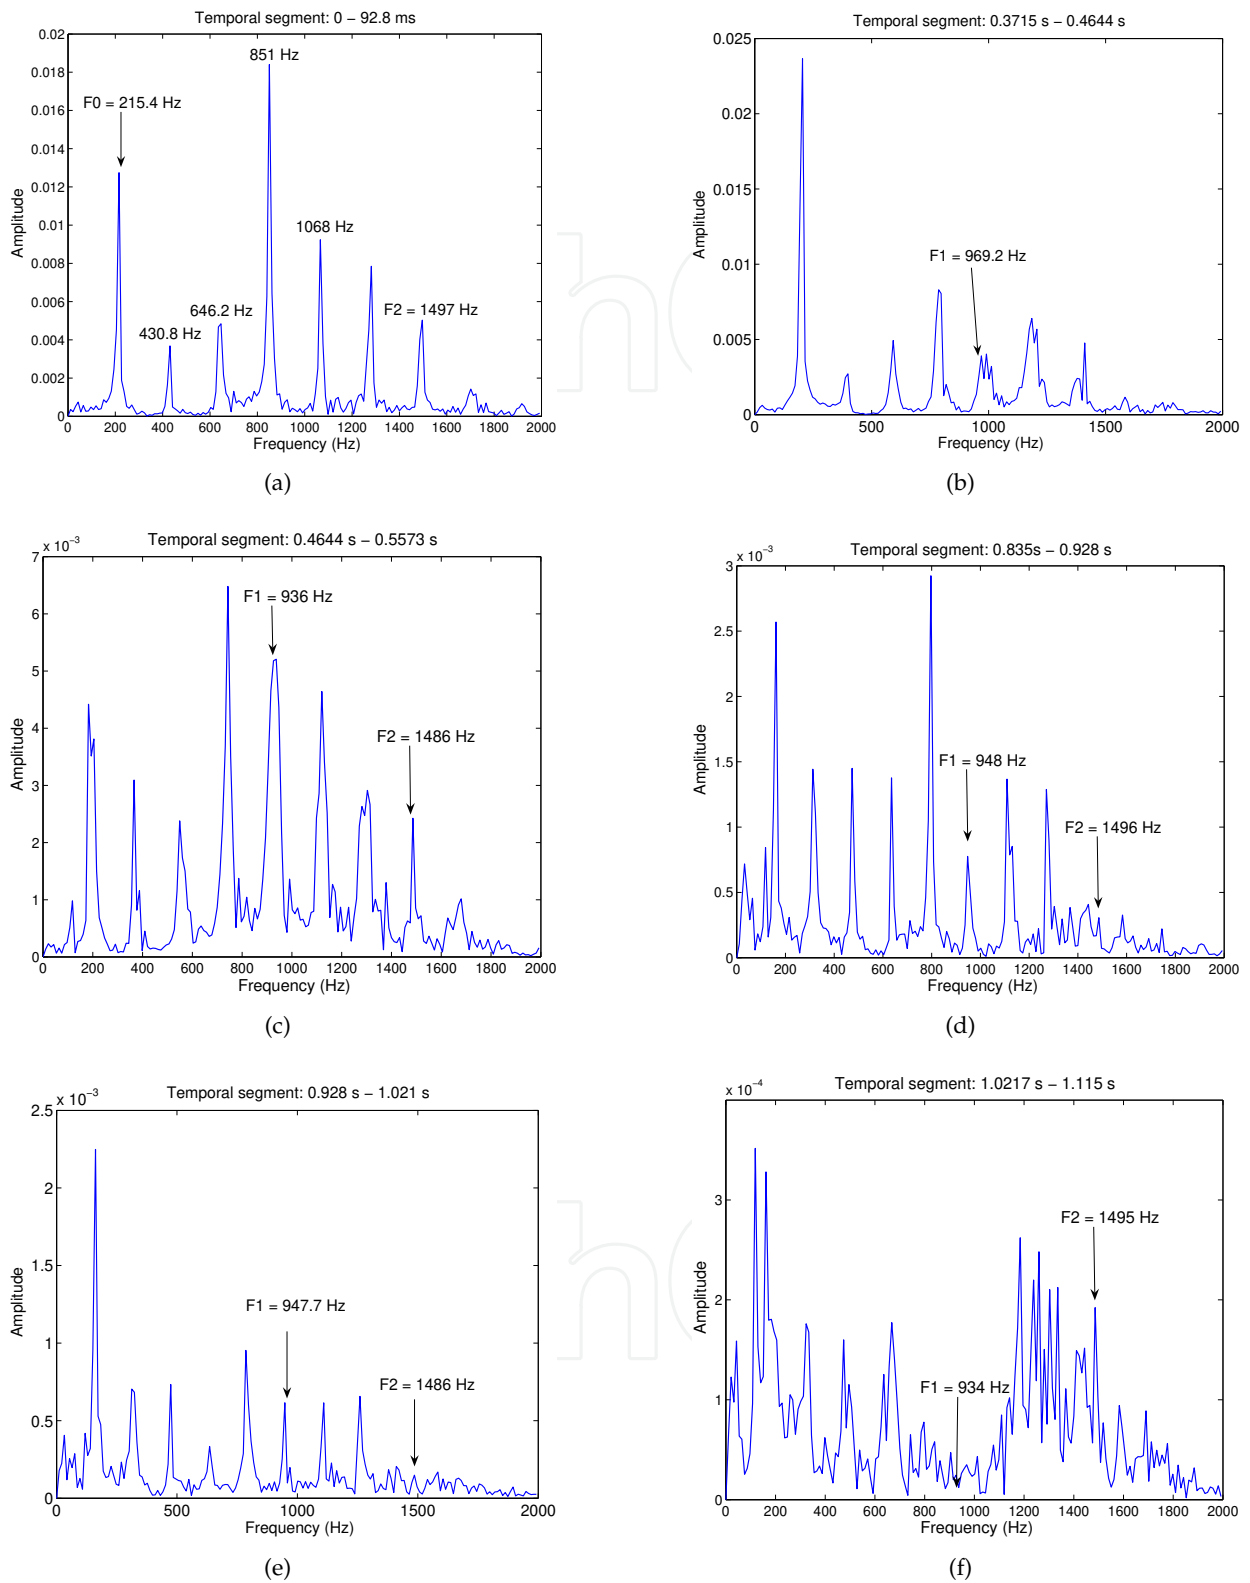 Temporal segment: 0 − 92.8 ms
0.02
0.018
0.016
0.014
0.012
0.01
0.008
0.006
0.004
0.002
0
851 Hz
F0 = 215.4 Hz
1068 Hz
646.2 Hz
F2 = 1497 Hz
430.8 Hz
Amplitude
0 200 400 600 800 1000 1200 1400 1600 1800 2000
Frequency (Hz)
(a)
Temporal segment: 0.3715 s − 0.4644 s
0.025
0.02
0.015
0.01
0.005
0
F1 = 969.2 Hz
Amplitude
0 500 1000 1500 2000
Frequency (Hz)
(b)
Temporal segment: 0.4644 s − 0.5573 s
x 10⁻³
7
6
5
4
3
2
1
0
F1 = 936 Hz
F2 = 1486 Hz
Amplitude
0 200 400 600 800 1000 1200 1400 1600 1800 2000
Frequency (Hz)
(c)
Temporal segment: 0.835s − 0.928 s
x 10⁻³
3
2.5
2
1.5
1
0.5
0
F1 = 948 Hz
F2 = 1496 Hz
Amplitude
0 200 400 600 800 1000 1200 1400 1600 1800 2000
Frequency (Hz)
(d)
Temporal segment: 0.928 s − 1.021 s
x 10⁻³
2.5
2
1.5
1
0.5
0
F1 = 947.7 Hz
F2 = 1486 Hz
Amplitude
0 500 1000 1500 2000
Frequency (Hz)
(e)
Temporal segment: 1.0217 s − 1.115 s
x 10⁻⁴
3
2
1
0
F2 = 1495 Hz
F1 = 934 Hz
Amplitude
0 200 400 600 800 1000 1200 1400 1600 1800 2000
Frequency (Hz)
(f)